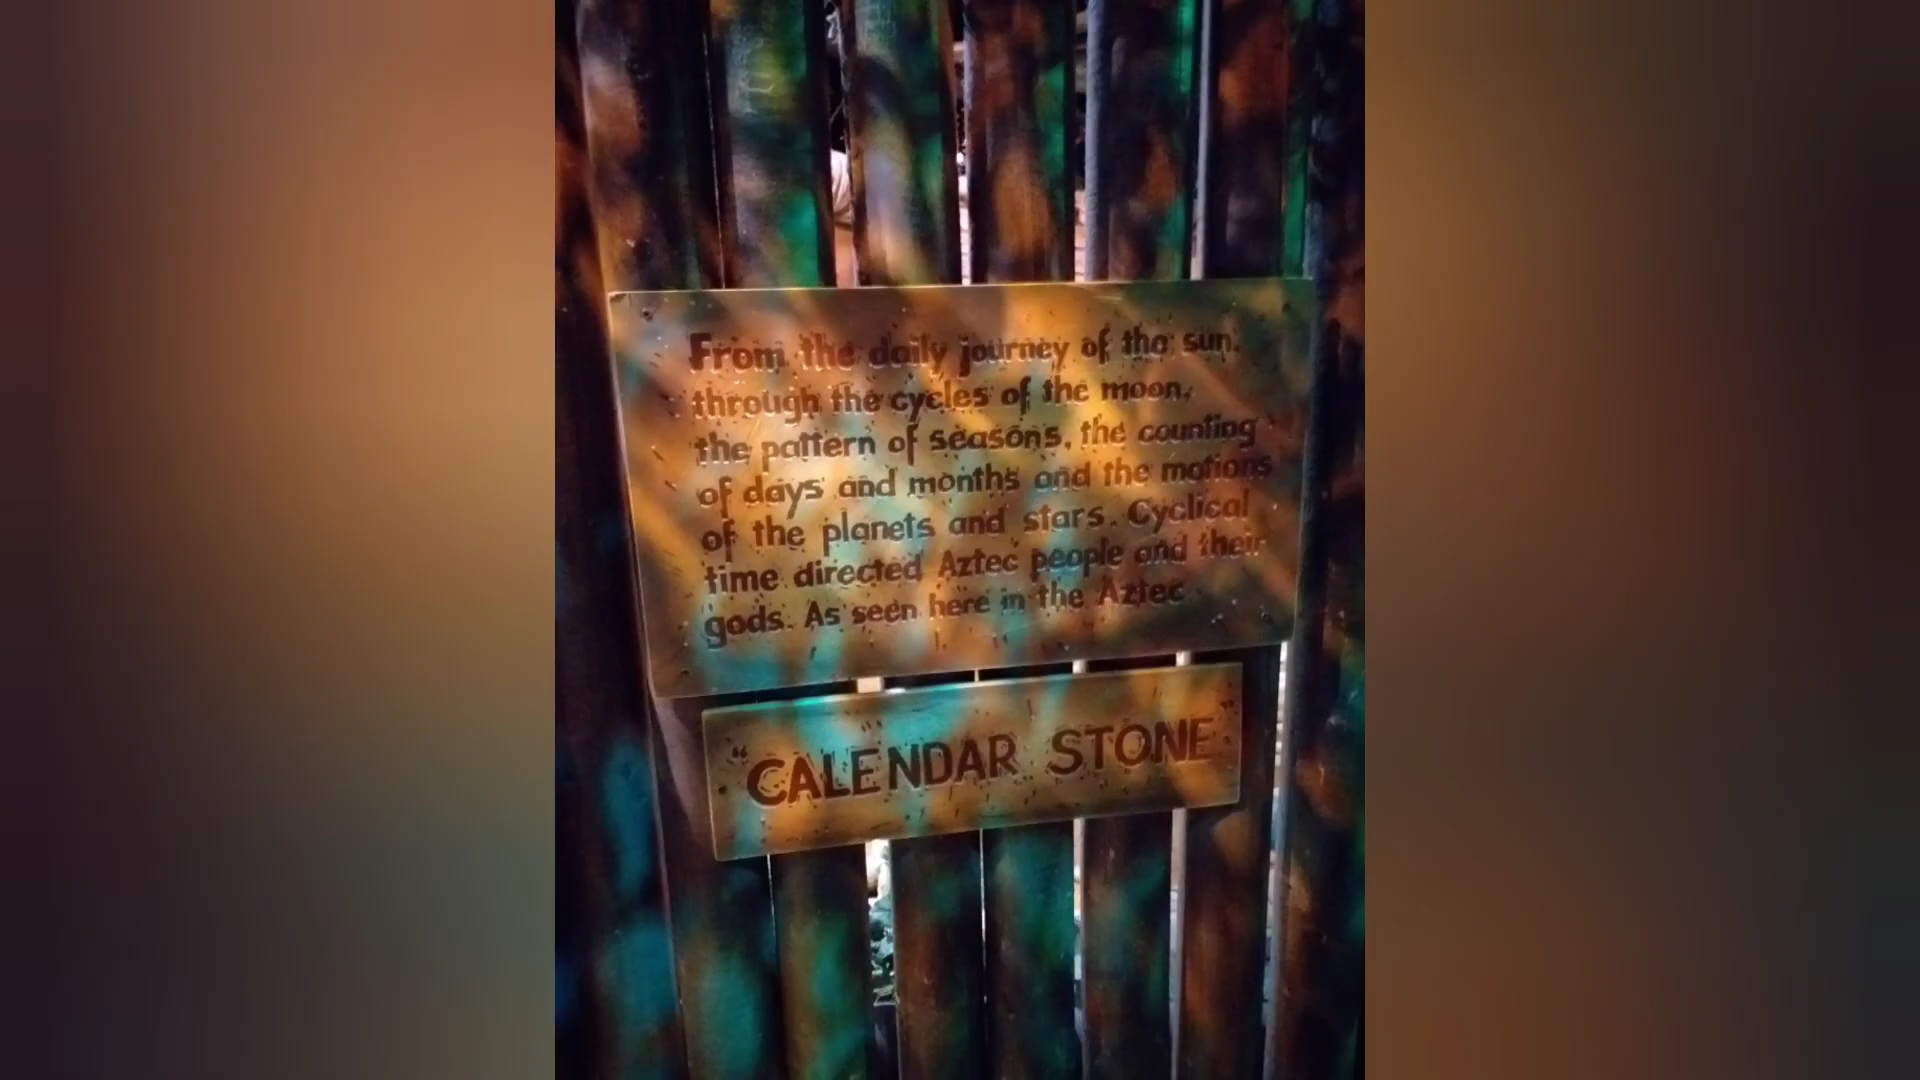 From the daily journey of the sun,
through the cycles of the moon,
the pattern of seasons, the counting
of days and months and the motions
of the planets and stars. Cyclical
time directed Aztec people and their
gods. As seen here in the Aztec
"CALENDAR STONE"